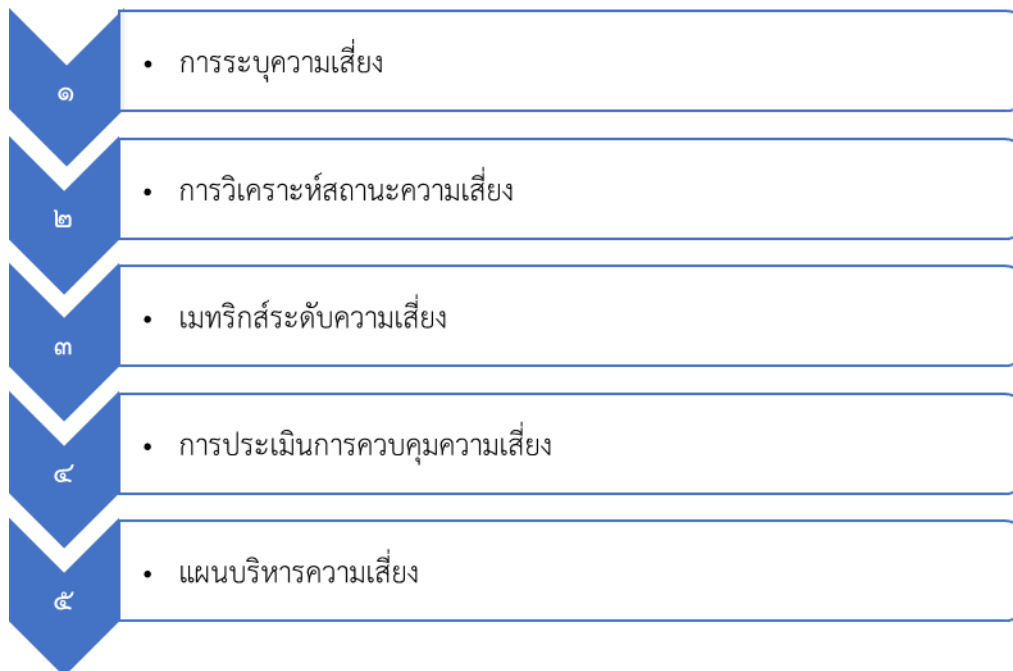 ๑
• การระบุความเสี่ยง
๒
• การวิเคราะห์สถานะความเสี่ยง
๓
• เมทริกส์ระดับความเสี่ยง
๔
• การประเมินการควบคุมความเสี่ยง
๕
• แผนบริหารความเสี่ยง